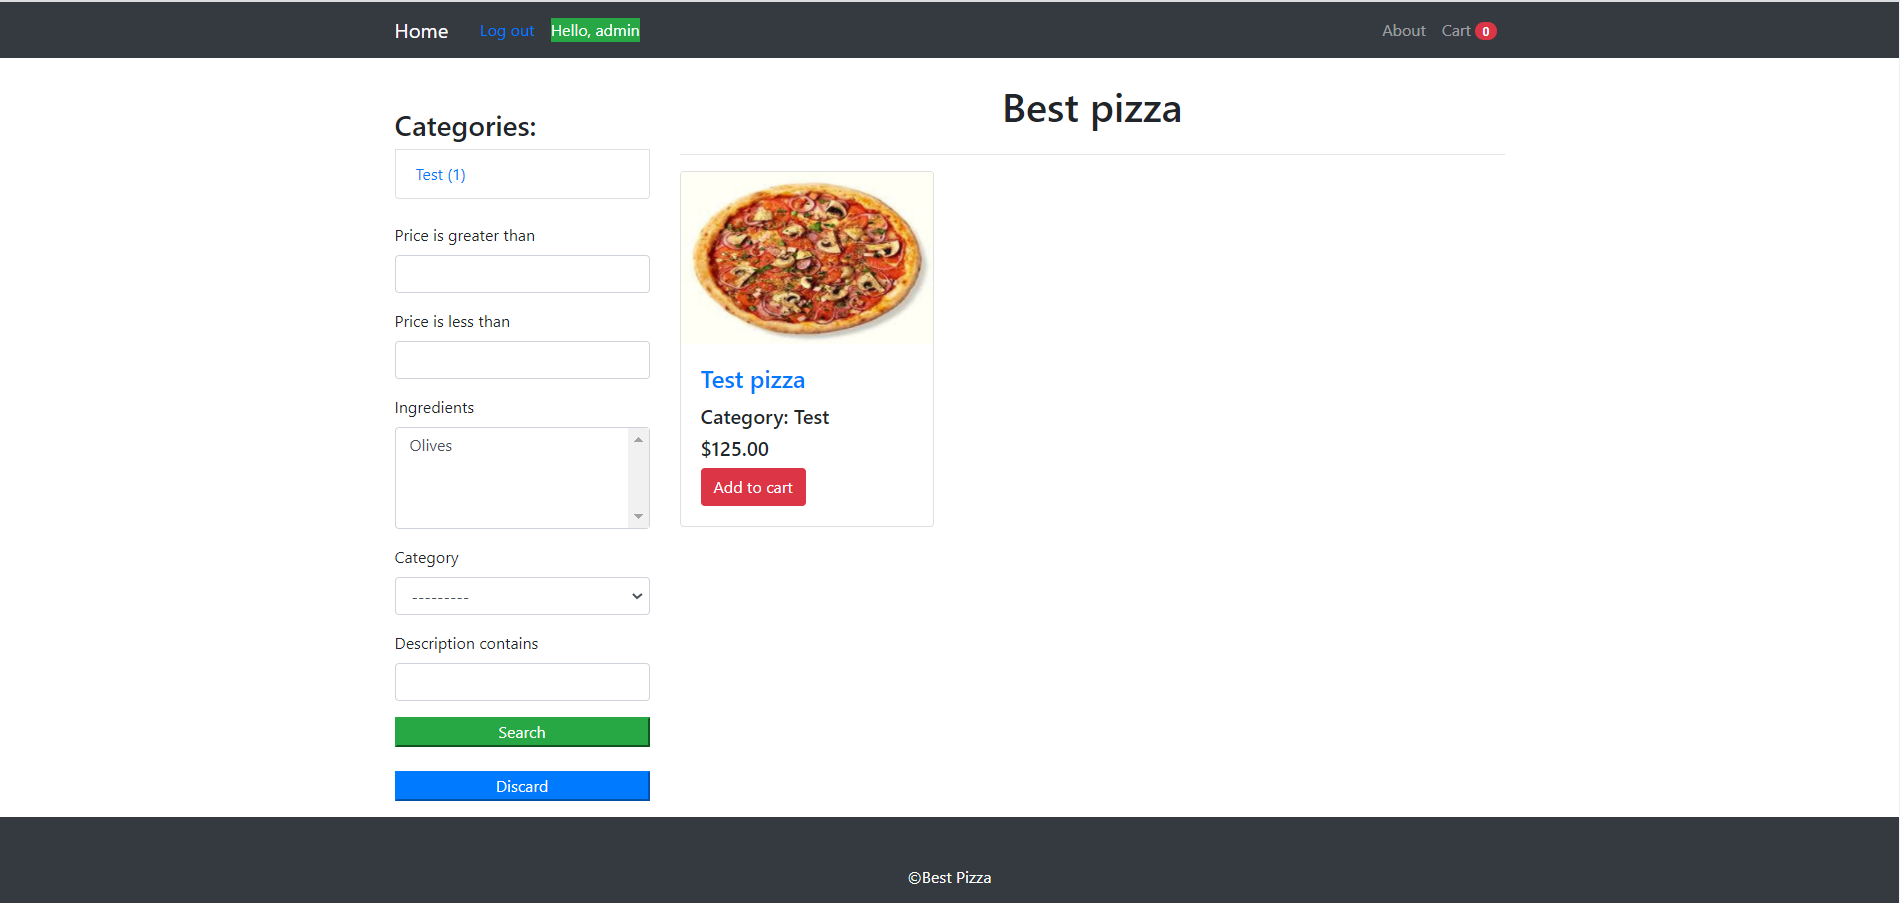 Home Log out Hello, admin About Cart 0
Best pizza
Categories:
Test (1)
Price is greater than
Price is less than
Ingredients
Olives
Category
---------
Description contains
Search
Discard
Test pizza
Category: Test
$125.00
Add to cart
©Best Pizza